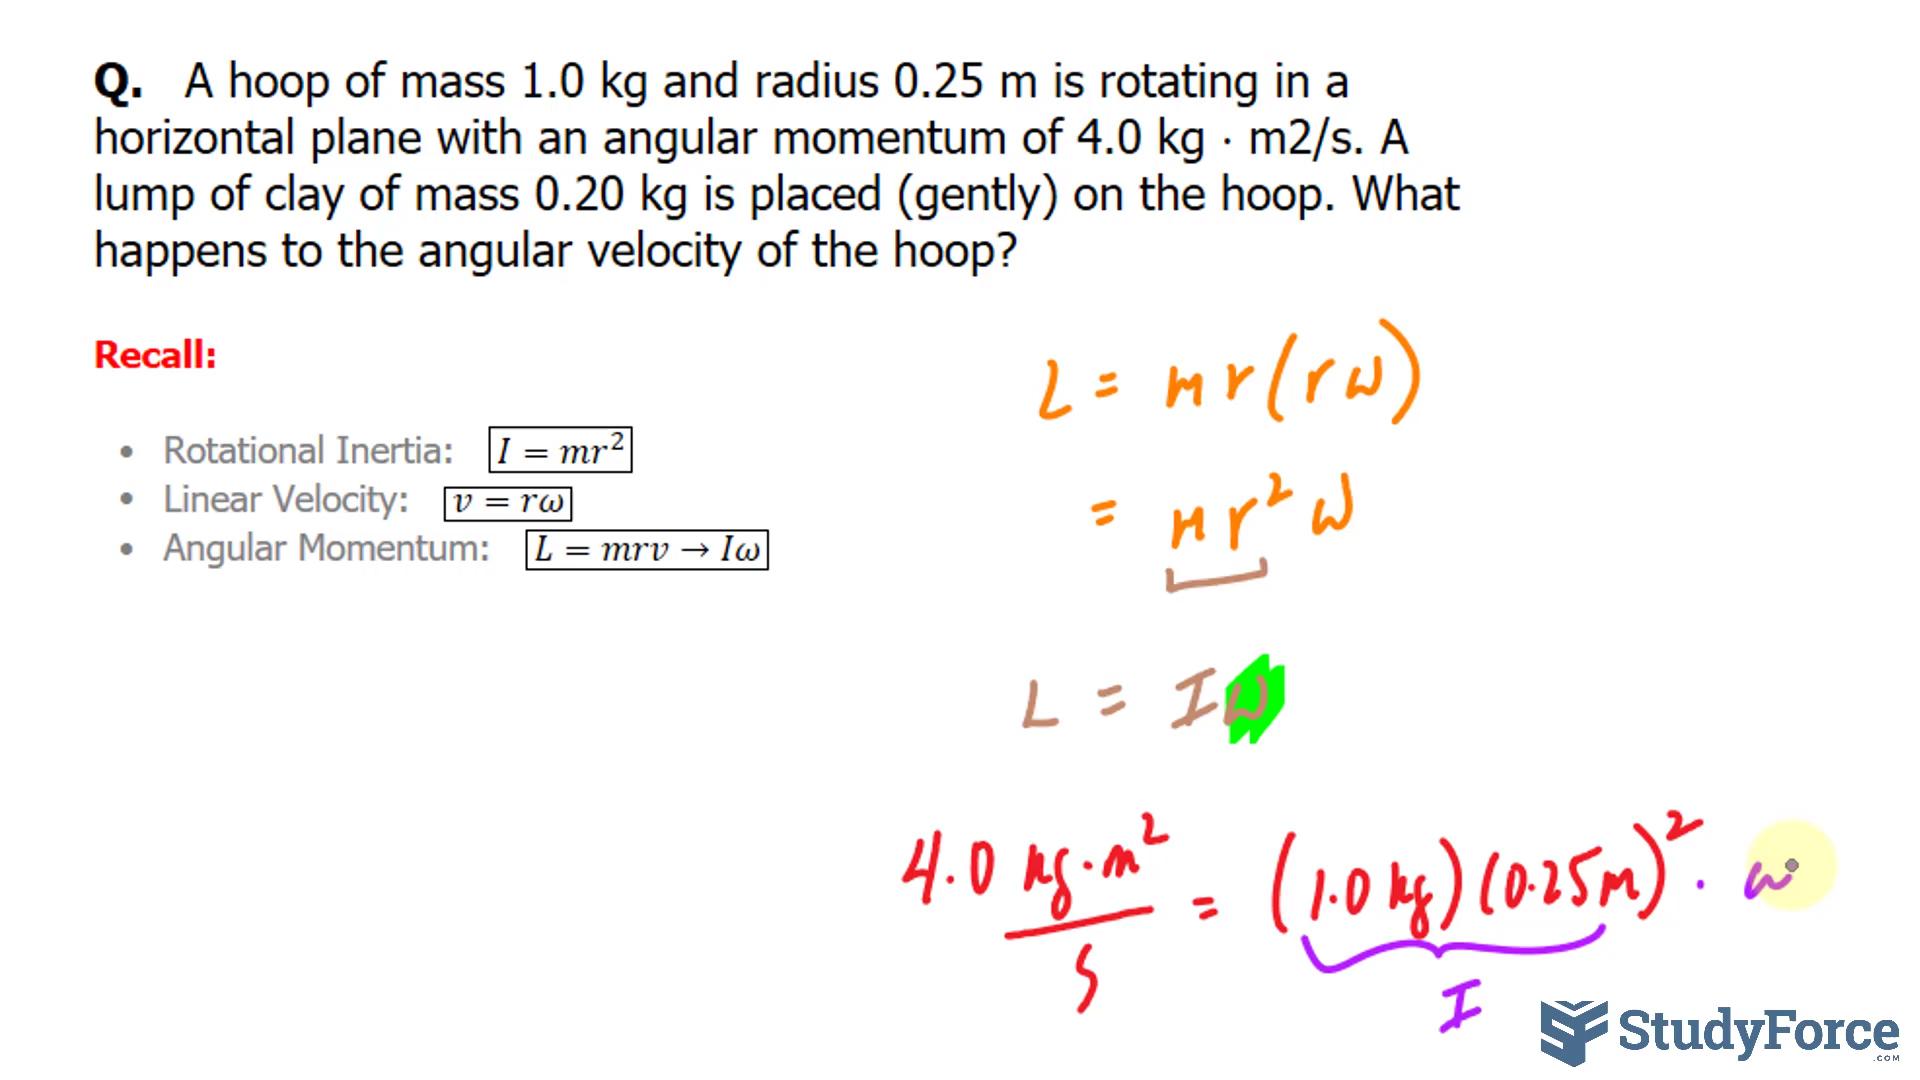 Q. A hoop of mass 1.0 kg and radius 0.25 m is rotating in a
horizontal plane with an angular momentum of 4.0 kg · m2/s. A
lump of clay of mass 0.20 kg is placed (gently) on the hoop. What
happens to the angular velocity of the hoop?
Recall:
• Rotational Inertia: I = mr²
• Linear Velocity: v = rω
• Angular Momentum: L = mrv → Iω
L = mr(rω)
= mr²ω
L = Iω
4.0 kg·m²/s = (1.0 kg)(0.25m)² · ω
I
StudyForce
.COM